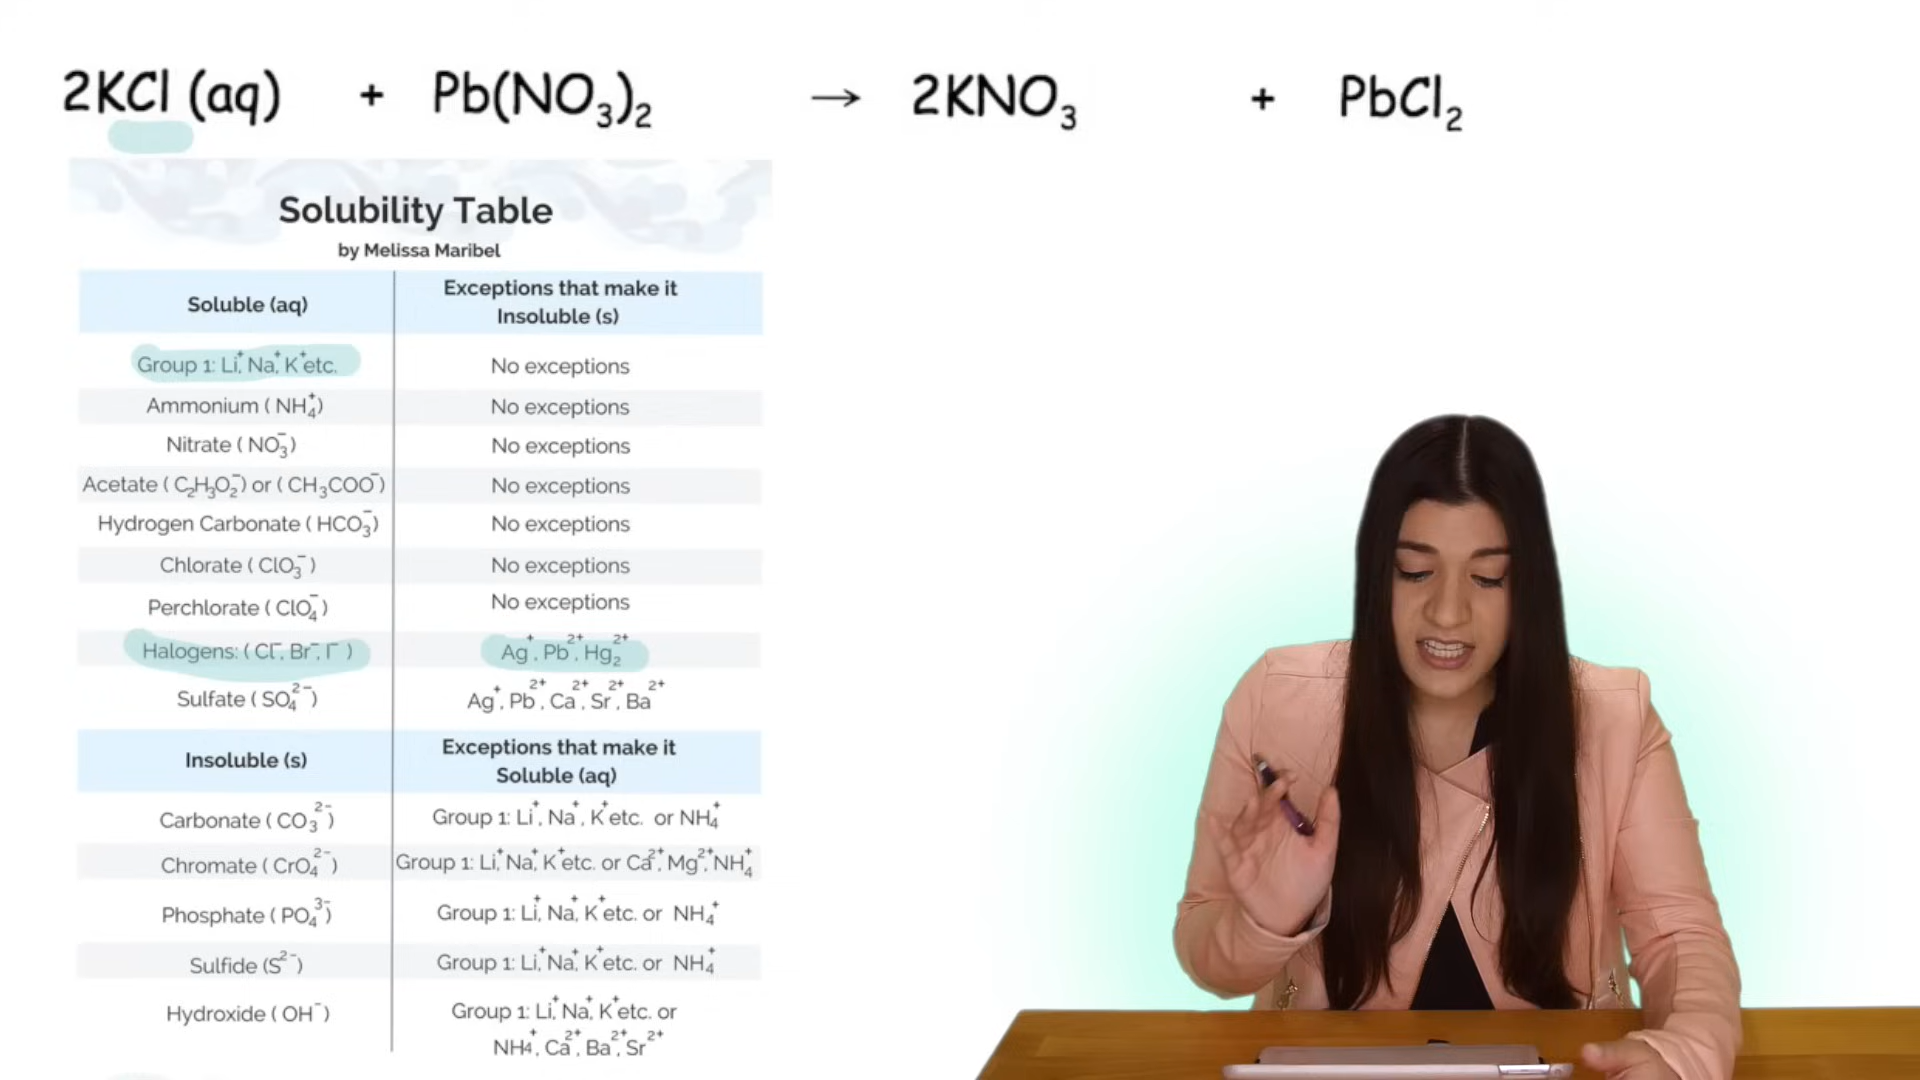 2KCl (aq) + Pb(NO₃)₂ → 2KNO₃ + PbCl₂
Solubility Table
by Melissa Maribel
Soluble (aq) Exceptions that make it Insoluble (s)
Group 1: Li⁺, Na⁺, K⁺ etc. No exceptions
Ammonium ( NH₄⁺) No exceptions
Nitrate ( NO₃⁻) No exceptions
Acetate ( C₂H₃O₂⁻) or ( CH₃COO⁻) No exceptions
Hydrogen Carbonate ( HCO₃⁻) No exceptions
Chlorate ( ClO₃⁻ ) No exceptions
Perchlorate ( ClO₄⁻ ) No exceptions
Halogens: ( Cl⁻, Br⁻, I⁻ ) Ag⁺, Pb²⁺, Hg₂²⁺
Sulfate ( SO₄²⁻) Ag⁺, Pb²⁺, Ca²⁺, Sr²⁺, Ba²⁺
Insoluble (s) Exceptions that make it Soluble (aq)
Carbonate ( CO₃²⁻) Group 1: Li⁺, Na⁺, K⁺ etc. or NH₄⁺
Chromate ( CrO₄²⁻) Group 1: Li⁺, Na⁺, K⁺ etc. or Ca²⁺, Mg²⁺, NH₄⁺
Phosphate ( PO₄³⁻) Group 1: Li⁺, Na⁺, K⁺ etc. or NH₄⁺
Sulfide (S²⁻) Group 1: Li⁺, Na⁺, K⁺ etc. or NH₄⁺
Hydroxide ( OH⁻) Group 1: Li⁺, Na⁺, K⁺ etc. or
NH₄⁺, Ca²⁺, Ba²⁺, Sr²⁺